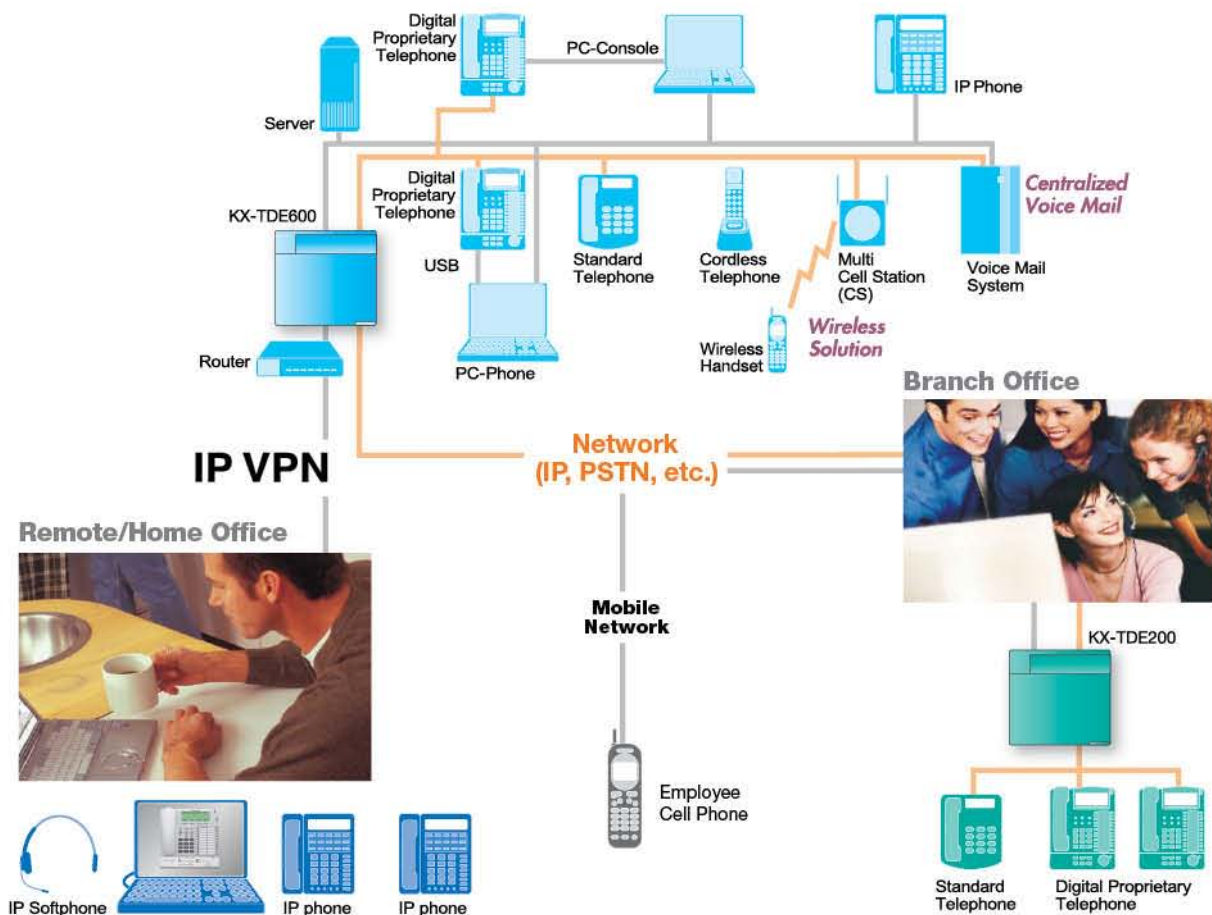 Digital
Proprietary
Telephone
PC-Console
IP Phone
Server
KX-TDE600
Digital
Proprietary
Telephone
USB
Standard
Telephone
Cordless
Telephone
Multi
Cell Station
(CS)
Centralized
Voice Mail
Voice Mail
System
Router
PC-Phone
Wireless
Handset
Wireless
Solution
Branch Office
IP VPN
Network
(IP, PSTN, etc.)
Remote/Home Office
Mobile
Network
KX-TDE200
Employee
Cell Phone
IP Softphone
IP phone
IP phone
Standard
Telephone
Digital Proprietary
Telephone